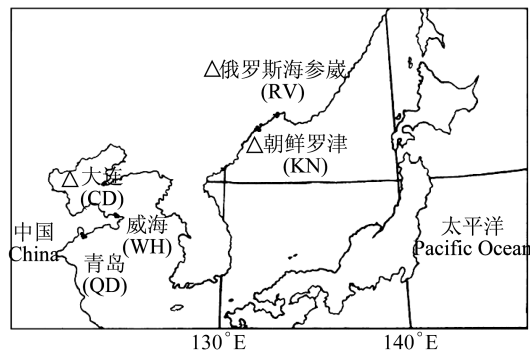 △俄罗斯海参崴
(RV)
△朝鲜罗津
(KN)
△大连
(CD)
威海
(WH)
中国
China
青岛
(QD)
太平洋
Pacific Ocean
130°E
140°E